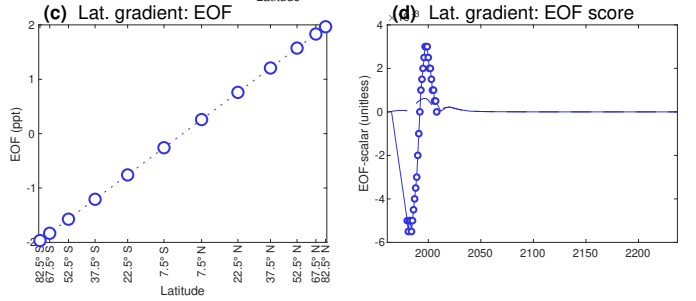 (c) Lat. gradient: EOF
2
1
0
-1
-2
EOF (ppt)
82.5° S
67.5° S
52.5° S
37.5° S
22.5° S
7.5° S
7.5° N
22.5° N
37.5° N
52.5° N
67.5° N
82.5° N
Latitude
(d) Lat. gradient: EOF score
4
2
0
-2
-4
-6
EOF-scalar (unitless)
2000
2050
2100
2150
2200